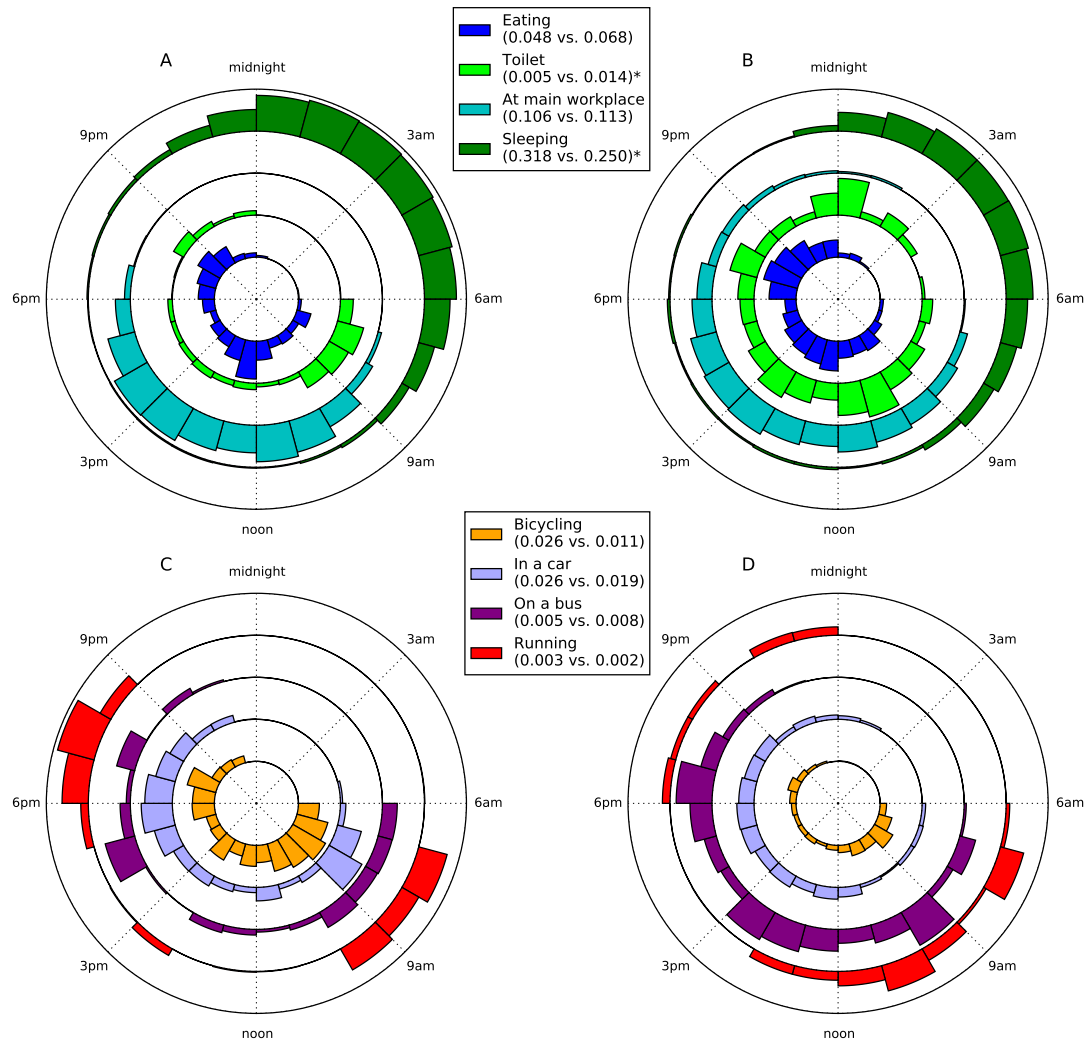 Eating
(0.048 vs. 0.068)
Toilet
(0.005 vs. 0.014)*
At main workplace
(0.106 vs. 0.113)
Sleeping
(0.318 vs. 0.250)*
A
midnight
9pm
3am
6pm
6am
3pm
9am
noon
B
midnight
9pm
3am
6pm
6am
3pm
9am
noon
Bicycling
(0.026 vs. 0.011)
In a car
(0.026 vs. 0.019)
On a bus
(0.005 vs. 0.008)
Running
(0.003 vs. 0.002)
C
midnight
9pm
3am
6pm
6am
3pm
9am
noon
D
midnight
9pm
3am
6pm
6am
3pm
9am
noon